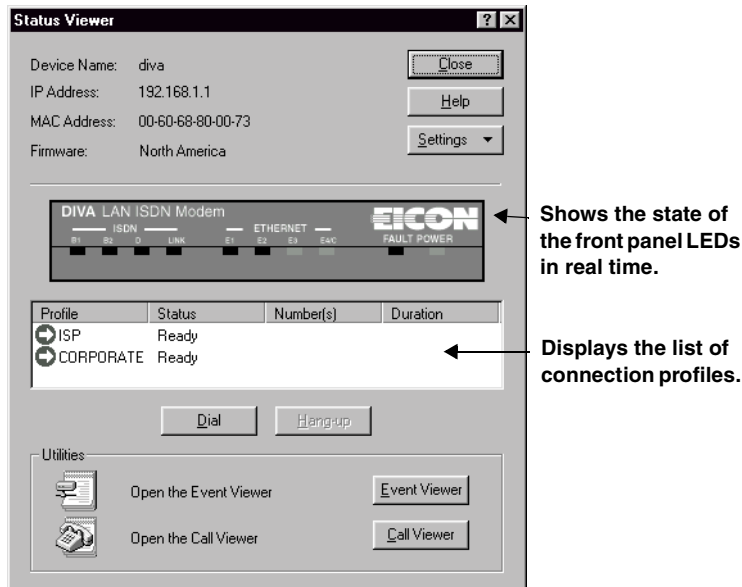 Status Viewer
Device Name: diva
Close
IP Address: 192.168.1.1
Help
MAC Address: 00-60-68-80-00-73
Settings
Firmware: North America
DIVA LAN ISDN Modem
EICON
ISDN ETHERNET
B1 B2 D LINK E1 E2 E3 E4/C FAULT POWER
Shows the state of
the front panel LEDs
in real time.
Profile Status Number(s) Duration
ISP Ready
CORPORATE Ready
Displays the list of
connection profiles.
Dial Hang-up
Utilities
Open the Event Viewer Event Viewer
Open the Call Viewer Call Viewer